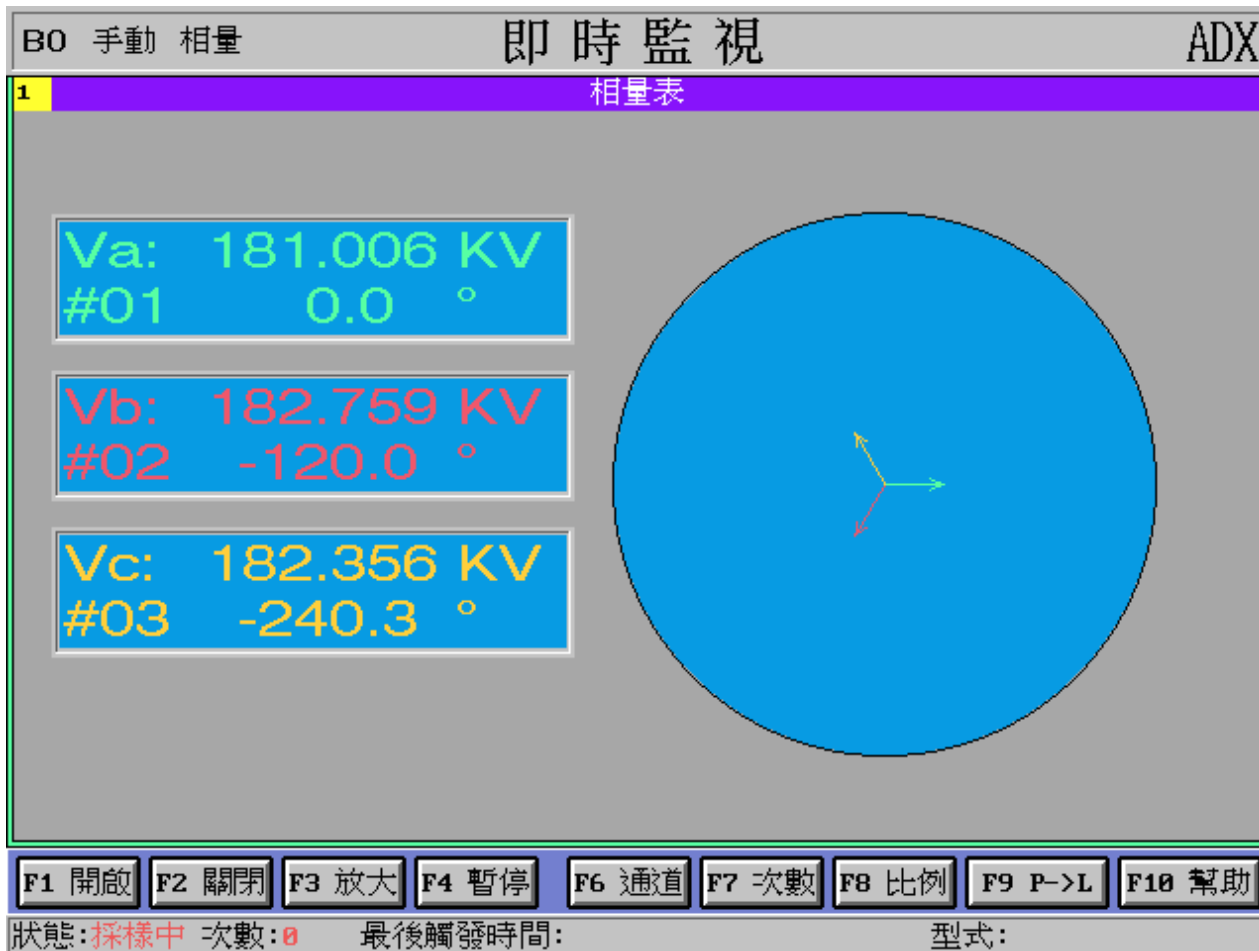 BO 手動 相量 即時監視 ADX
1 相量表
Va: 181.006 KV
#01 0.0 °
Vb: 182.759 KV
#02 -120.0 °
Vc: 182.356 KV
#03 -240.3 °
F1 開啟 F2 關閉 F3 放大 F4 暫停 F6 通道 F7 次數 F8 比例 F9 P->L F10 幫助
狀態:採樣中 次數:0 最後觸發時間: 型式: